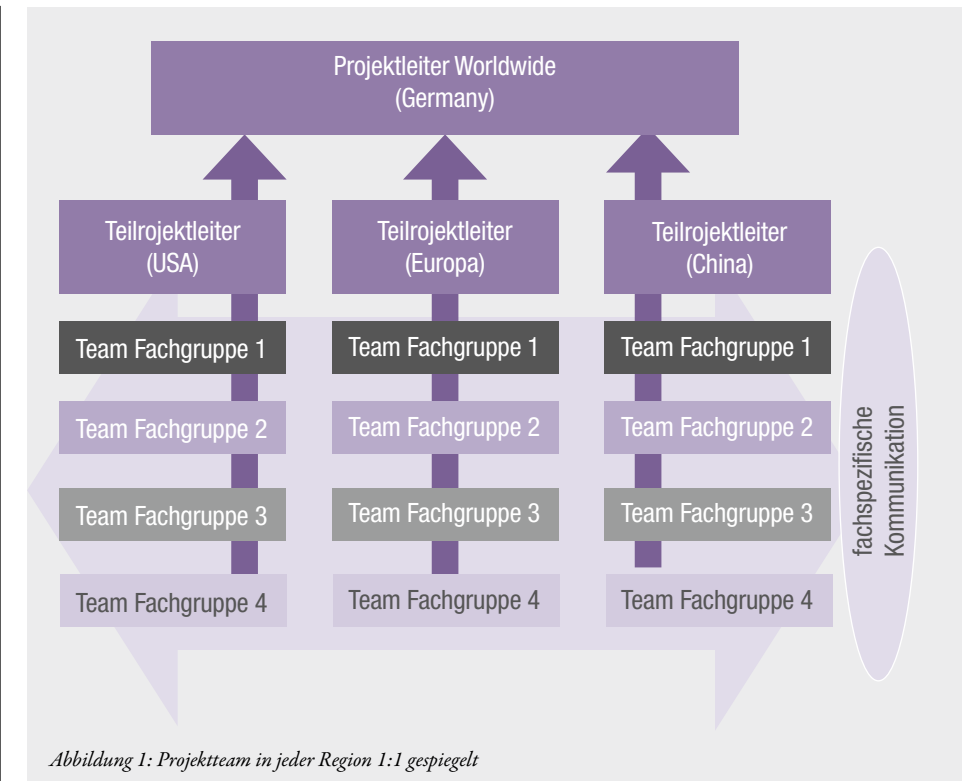 Projektleiter Worldwide
(Germany)
Teilrojektleiter
(USA)
Teilrojektleiter
(Europa)
Teilrojektleiter
(China)
Team Fachgruppe 1
Team Fachgruppe 1
Team Fachgruppe 1
Team Fachgruppe 2
Team Fachgruppe 2
Team Fachgruppe 2
Team Fachgruppe 3
Team Fachgruppe 3
Team Fachgruppe 3
Team Fachgruppe 4
Team Fachgruppe 4
Team Fachgruppe 4
fachspezifische
Kommunikation
Abbildung 1: Projektteam in jeder Region 1:1 gespiegelt